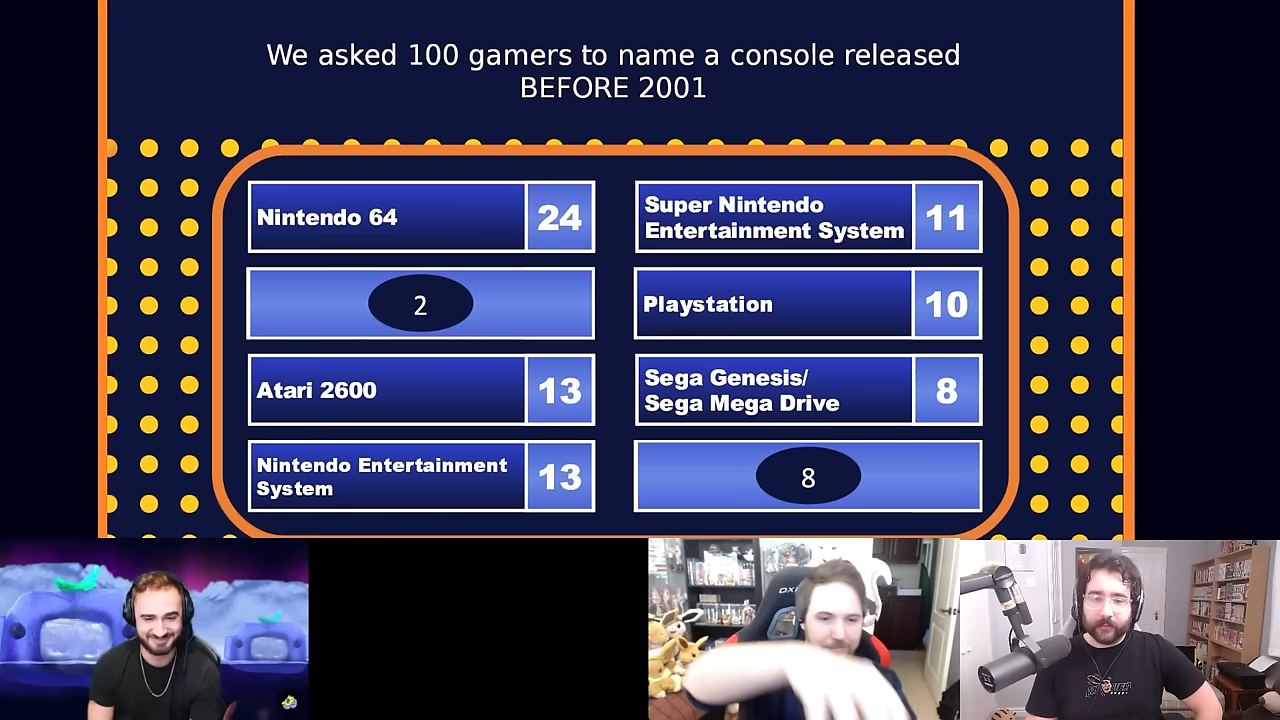 We asked 100 gamers to name a console released
BEFORE 2001
Nintendo 64
24
2
Atari 2600
13
Nintendo Entertainment
System
13
Super Nintendo
Entertainment System
11
Playstation
10
Sega Genesis/
Sega Mega Drive
8
8